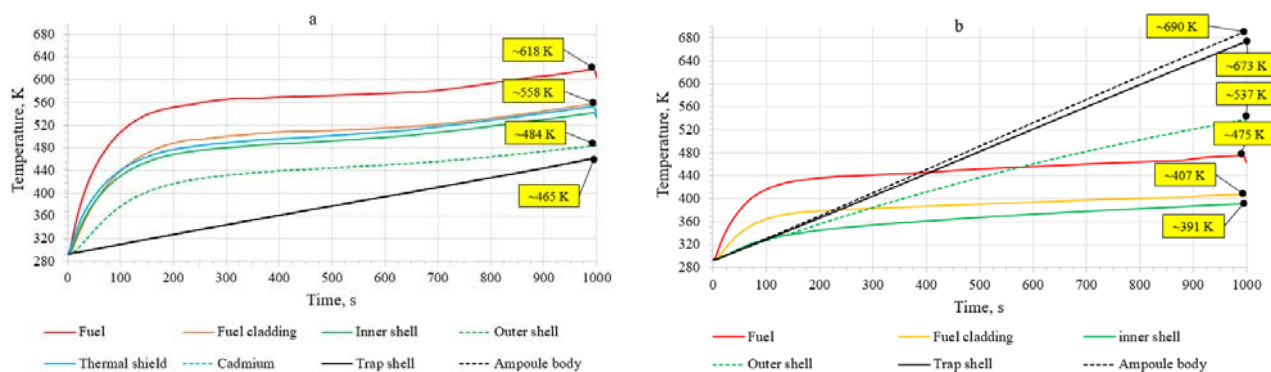 a
Temperature, K
680
640
600
560
520
480
440
400
360
320
280
~618 K
~558 K
~484 K
~465 K
0 100 200 300 400 500 600 700 800 900 1000
Time, s
Fuel Fuel cladding Inner shell Outer shell
Thermal shield Cadmium Trap shell Ampoule body
b
Temperature, K
680
640
600
560
520
480
440
400
360
320
280
~690 K
~673 K
~537 K
~475 K
~407 K
~391 K
0 100 200 300 400 500 600 700 800 900 1000
Time, s
Fuel Fuel cladding inner shell
Outer shell Trap shell Ampoule body